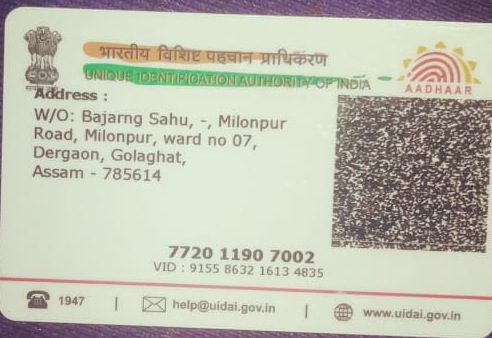 भारतीय विशिष्ट पहचान प्राधिकरण
UNIQUE IDENTIFICATION AUTHORITY OF INDIA
AADHAAR
Address :
W/O: Bajarng Sahu, -, Milonpur
Road, Milonpur, ward no 07,
Dergaon, Golaghat,
Assam - 785614
7720 1190 7002
VID : 9155 8632 1613 4835
1947 | help@uidai.gov.in | www.uidai.gov.in